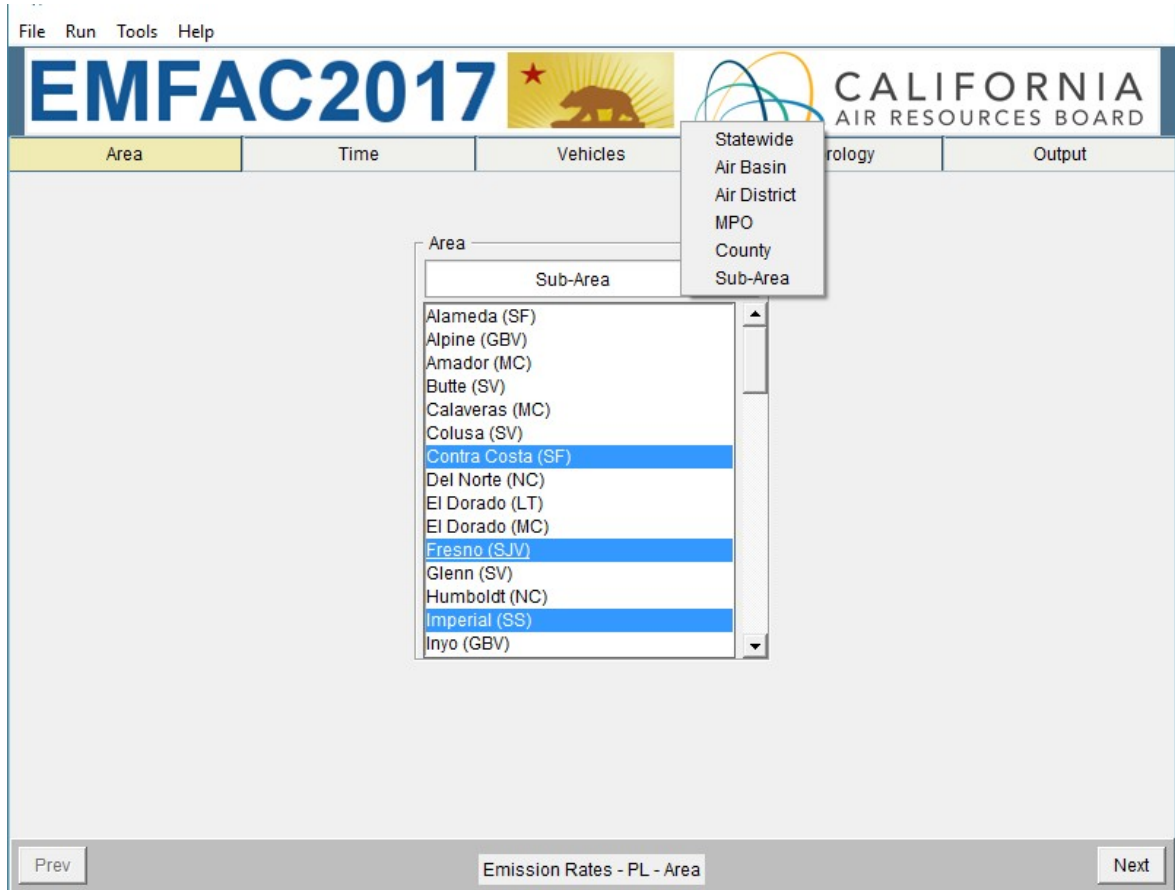 File Run Tools Help
EMFAC2017
CALIFORNIA
AIR RESOURCES BOARD
Area Time Vehicles rology Output
Statewide
Air Basin
Air District
MPO
County
Sub-Area
Area
Sub-Area
Alameda (SF)
Alpine (GBV)
Amador (MC)
Butte (SV)
Calaveras (MC)
Colusa (SV)
Contra Costa (SF)
Del Norte (NC)
El Dorado (LT)
El Dorado (MC)
Fresno (SJV)
Glenn (SV)
Humboldt (NC)
Imperial (SS)
Inyo (GBV)
Prev Emission Rates - PL - Area Next